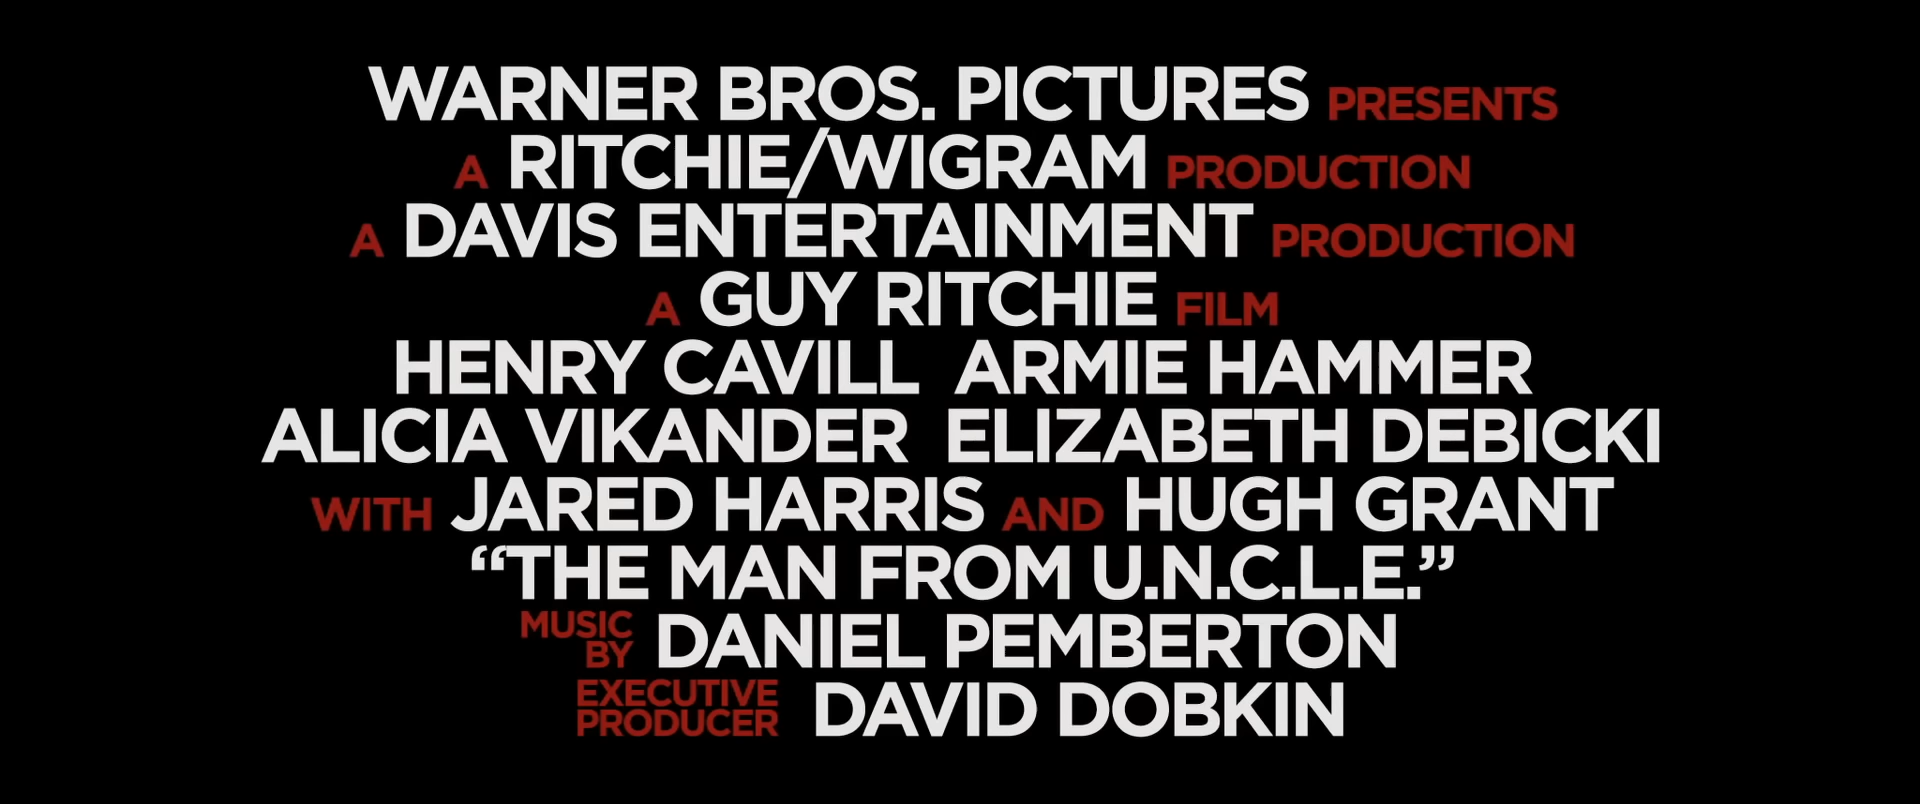 WARNER BROS. PICTURES PRESENTS
A RITCHIE/WIGRAM PRODUCTION
A DAVIS ENTERTAINMENT PRODUCTION
A GUY RITCHIE FILM
HENRY CAVILL ARMIE HAMMER
ALICIA VIKANDER ELIZABETH DEBICKI
WITH JARED HARRIS AND HUGH GRANT
“THE MAN FROM U.N.C.L.E.”
MUSIC BY DANIEL PEMBERTON
EXECUTIVE PRODUCER DAVID DOBKIN